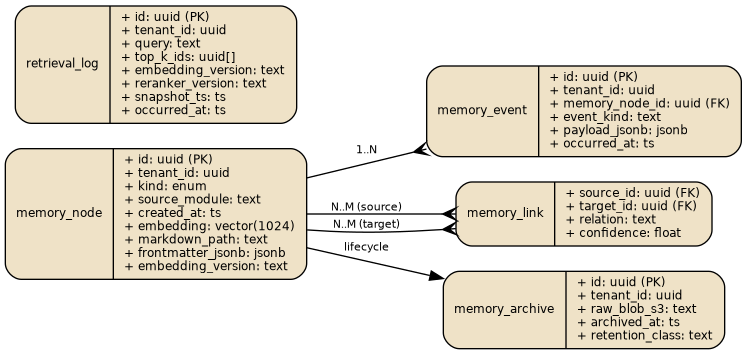 retrieval_log
+ id: uuid (PK)
+ tenant_id: uuid
+ query: text
+ top_k_ids: uuid[]
+ embedding_version: text
+ reranker_version: text
+ snapshot_ts: ts
+ occurred_at: ts
memory_node
+ id: uuid (PK)
+ tenant_id: uuid
+ kind: enum
+ source_module: text
+ created_at: ts
+ embedding: vector(1024)
+ markdown_path: text
+ frontmatter_jsonb: jsonb
+ embedding_version: text
1..N
N..M (source)
N..M (target)
lifecycle
memory_event
+ id: uuid (PK)
+ tenant_id: uuid
+ memory_node_id: uuid (FK)
+ event_kind: text
+ payload_jsonb: jsonb
+ occurred_at: ts
memory_link
+ source_id: uuid (FK)
+ target_id: uuid (FK)
+ relation: text
+ confidence: float
memory_archive
+ id: uuid (PK)
+ tenant_id: uuid
+ raw_blob_s3: text
+ archived_at: ts
+ retention_class: text